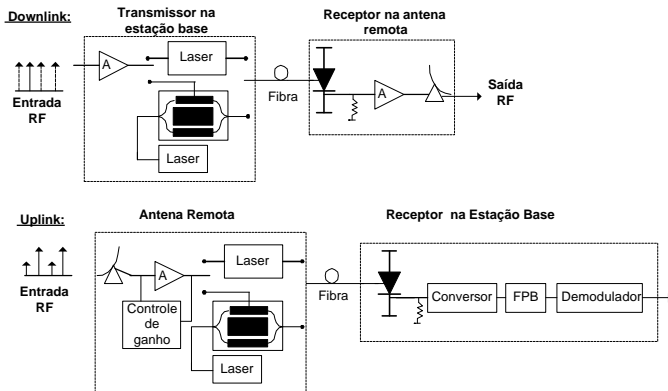 Downlink:
Transmissor na
estação base
Receptor na antena
remota
A
Laser
Laser
Entrada
RF
Fibra
A
Saída
RF
Uplink:
Antena Remota
Receptor na Estação Base
A
Laser
Controle
de
ganho
Laser
Entrada
RF
Fibra
Conversor
FPB
Demodulador